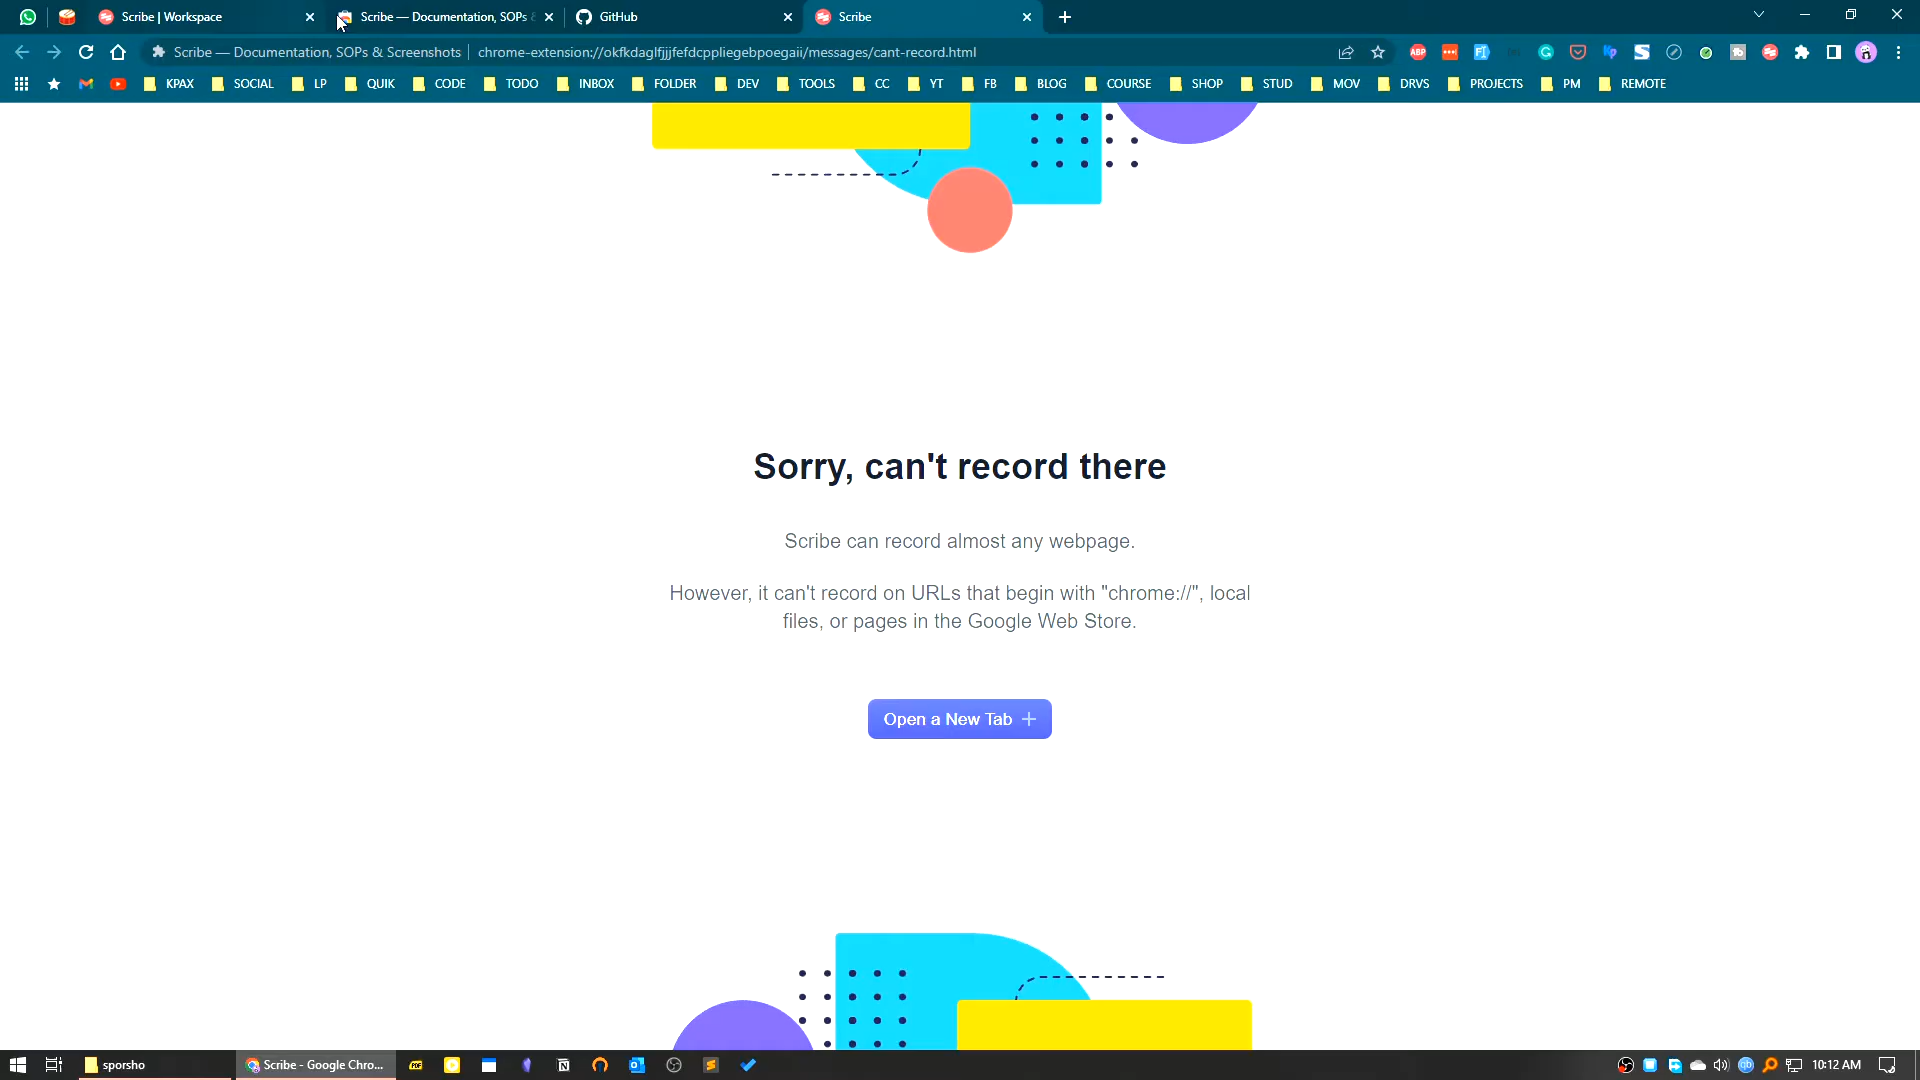 Scribe | Workspace
Scribe — Documentation, SOPs &
GitHub
Scribe
Scribe — Documentation, SOPs & Screenshots
chrome-extension://okfkdaglfjjjfefdcppliegebpoegaii/messages/cant-record.html
KPAX
SOCIAL
LP
QUIK
CODE
TODO
INBOX
FOLDER
DEV
TOOLS
CC
YT
FB
BLOG
COURSE
SHOP
STUD
MOV
DRVS
PROJECTS
PM
REMOTE
Sorry, can't record there
Scribe can record almost any webpage.
However, it can't record on URLs that begin with "chrome://", local
files, or pages in the Google Web Store.
Open a New Tab
sporsho
Scribe - Google Chro...
10:12 AM